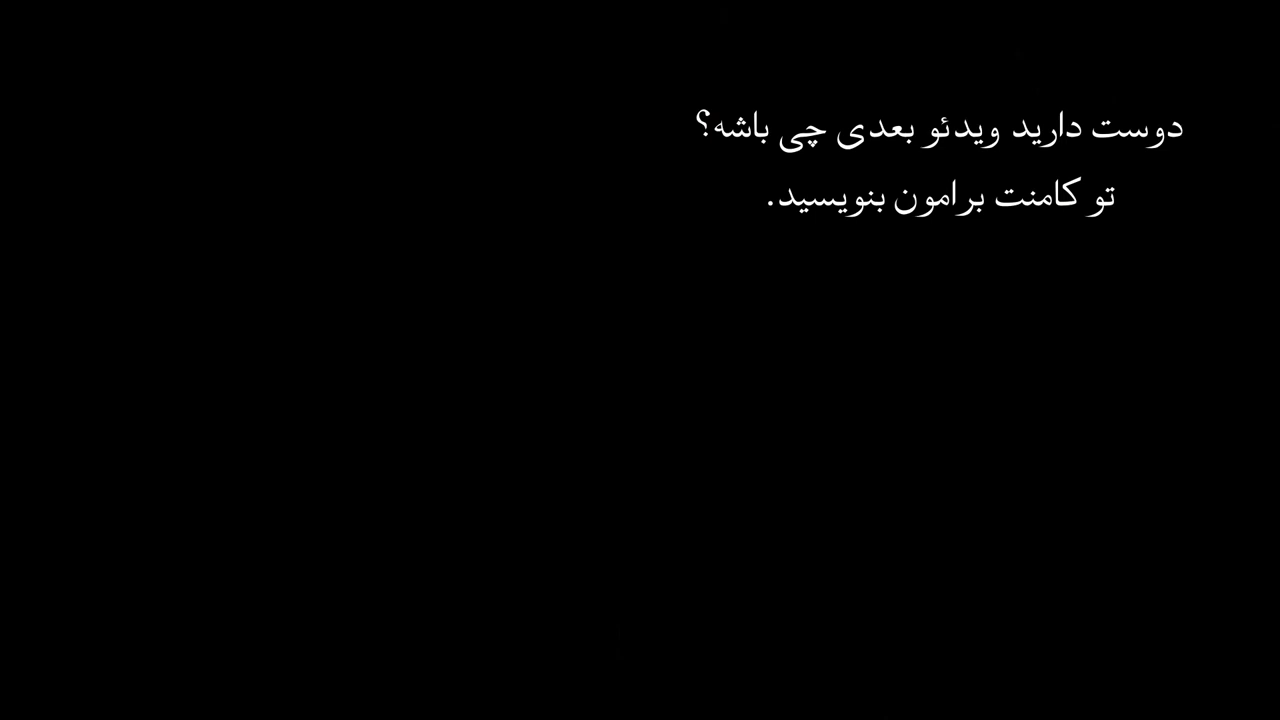 دوست دارید ویدئو بعدی چی باشه؟
تو کامنت برامون بنویسید.